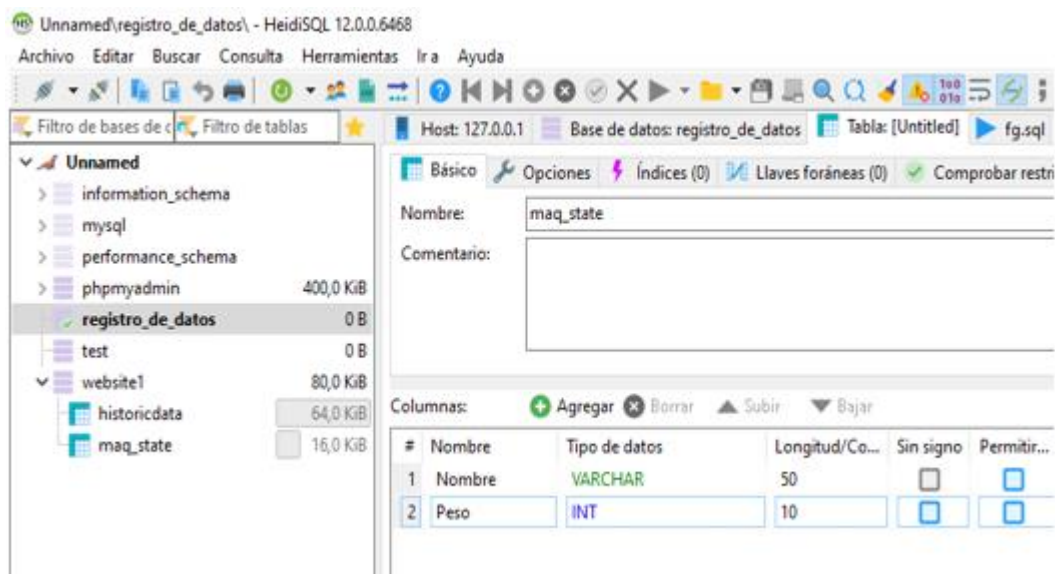 Unnamed\registro_de_datos\ - HeidiSQL 12.0.0.6468
Archivo Editar Buscar Consulta Herramientas Ir a Ayuda
Filtro de bases de c Filtro de tablas
Host: 127.0.0.1 Base de datos: registro_de_datos Tabla: [Untitled] fg.sql
Unnamed
information_schema
mysql
performance_schema
phpmyadmin 400,0 KiB
registro_de_datos 0 B
test 0 B
website1 80,0 KiB
historicdata 64,0 KiB
maq_state 16,0 KiB
Básico Opciones Índices (0) Llaves foráneas (0) Comprobar restri
Nombre: maq_state
Comentario:
Columnas: Agregar Borrar Subir Bajar
# Nombre Tipo de datos Longitud/Co... Sin signo Permitir...
1 Nombre VARCHAR 50
2 Peso INT 10